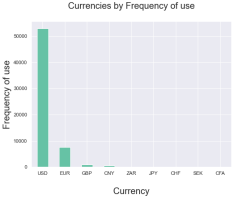 Currencies by Frequency of use
Frequency of use
50000
40000
30000
20000
10000
0
USD EUR GBP CNY ZAR JPY CHF SEK CFA
Currency